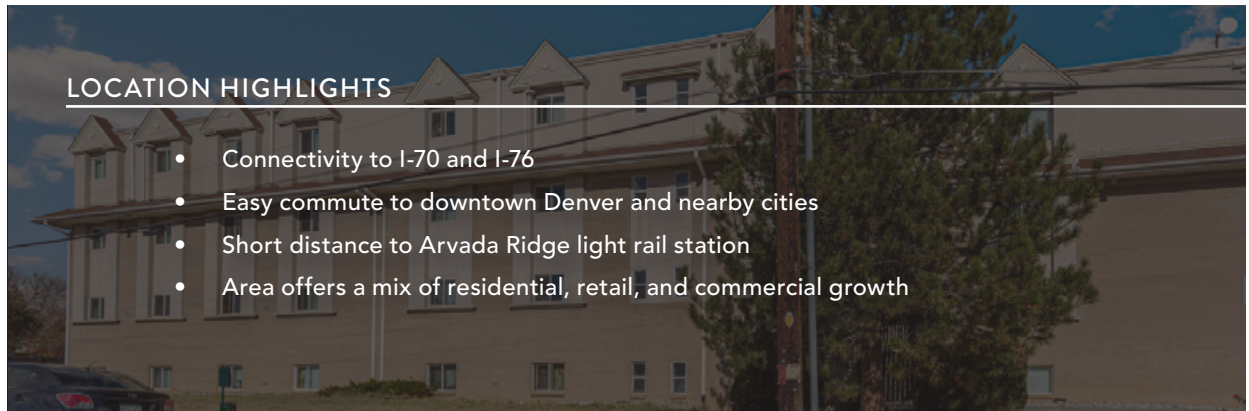 LOCATION HIGHLIGHTS
• Connectivity to I-70 and I-76
• Easy commute to downtown Denver and nearby cities
• Short distance to Arvada Ridge light rail station
• Area offers a mix of residential, retail, and commercial growth